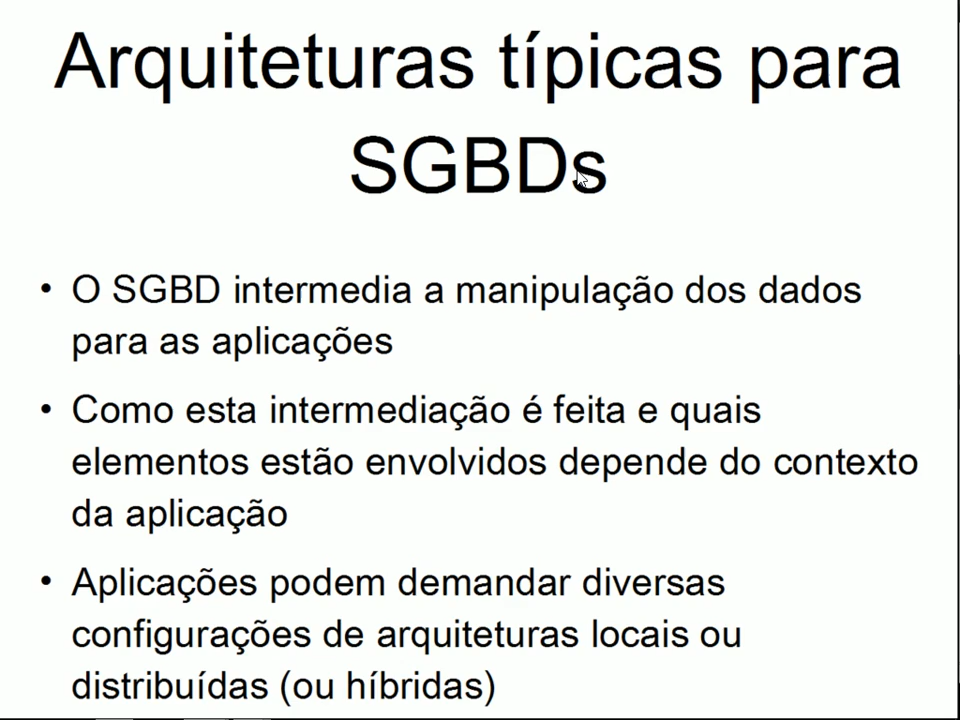 Arquiteturas típicas para
SGBDs
• O SGBD intermedia a manipulação dos dados
para as aplicações
• Como esta intermediação é feita e quais
elementos estão envolvidos depende do contexto
da aplicação
• Aplicações podem demandar diversas
configurações de arquiteturas locais ou
distribuídas (ou híbridas)